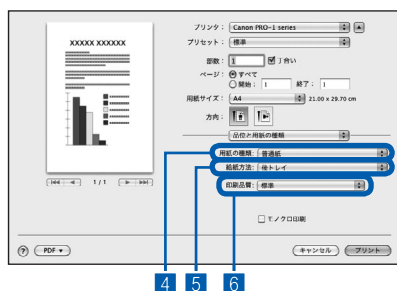 XXXXX XXXXXX
1 / 1
プリンタ： Canon PRO-1 series
プリセット： 標準
部数： 1 丁合い
ページ： すべて
開始： 1 終了： 1
用紙サイズ： A4 21.00 x 29.70 cm
方向：
品位と用紙の種類
用紙の種類： 普通紙
給紙方法： 後トレイ
印刷品質： 標準
モノクロ印刷
? PDF キャンセル プリント
4 5 6